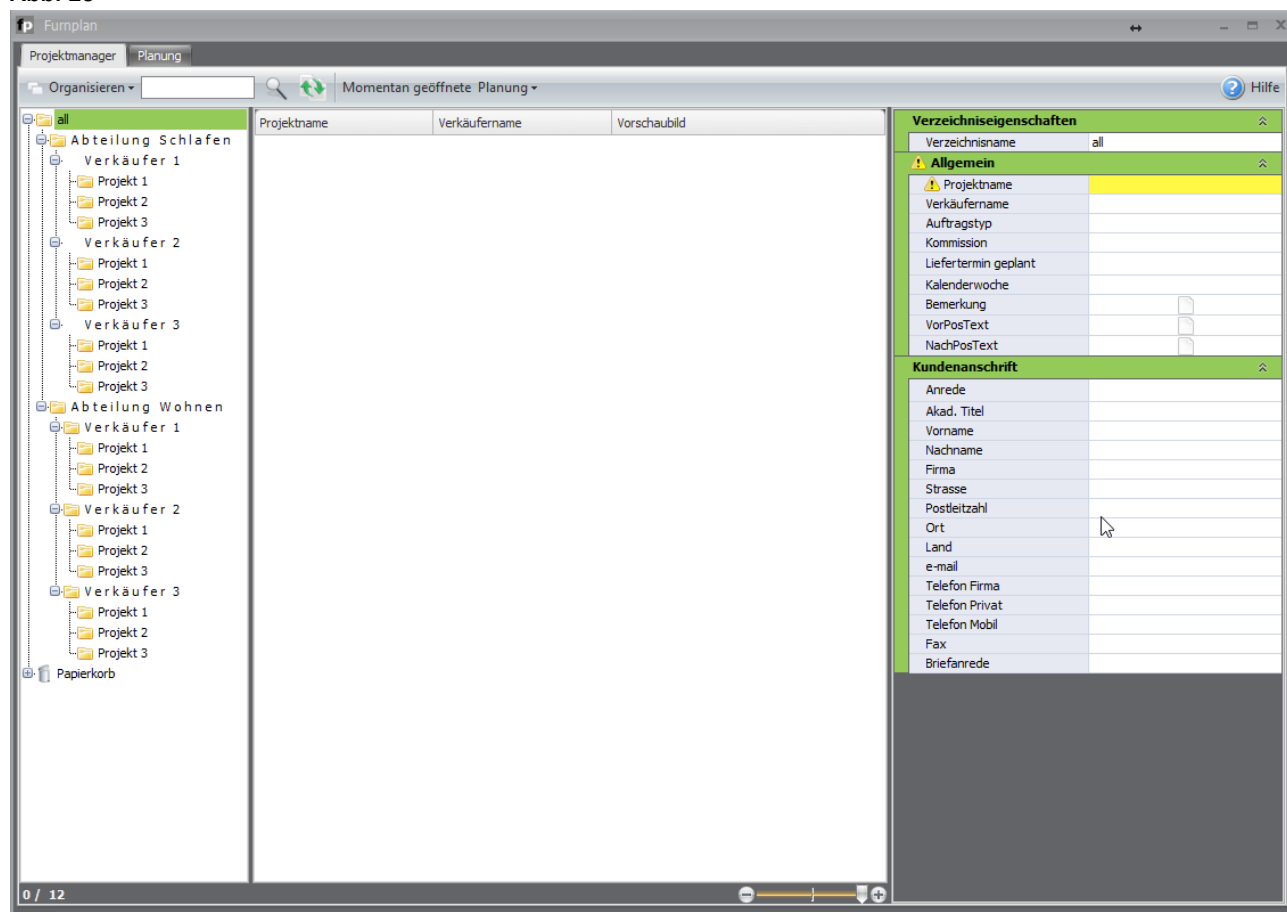 fp Furnplan
Projektmanager Planung
Organisieren Momentan geöffnete Planung Hilfe
all
Abteilung Schlafen
Verkäufer 1
Projekt 1
Projekt 2
Projekt 3
Verkäufer 2
Projekt 1
Projekt 2
Projekt 3
Verkäufer 3
Projekt 1
Projekt 2
Projekt 3
Abteilung Wohnen
Verkäufer 1
Projekt 1
Projekt 2
Projekt 3
Verkäufer 2
Projekt 1
Projekt 2
Projekt 3
Verkäufer 3
Projekt 1
Projekt 2
Projekt 3
Papierkorb
0 / 12
Projektname Verkäufername Vorschaubild
Verzeichniseigenschaften
Verzeichnisname all
Allgemein
Projektname
Verkäufername
Auftragstyp
Kommission
Liefertermin geplant
Kalenderwoche
Bemerkung
VorPosText
NachPosText
Kundenanschrift
Anrede
Akad. Titel
Vorname
Nachname
Firma
Strasse
Postleitzahl
Ort
Land
e-mail
Telefon Firma
Telefon Privat
Telefon Mobil
Fax
Briefanrede